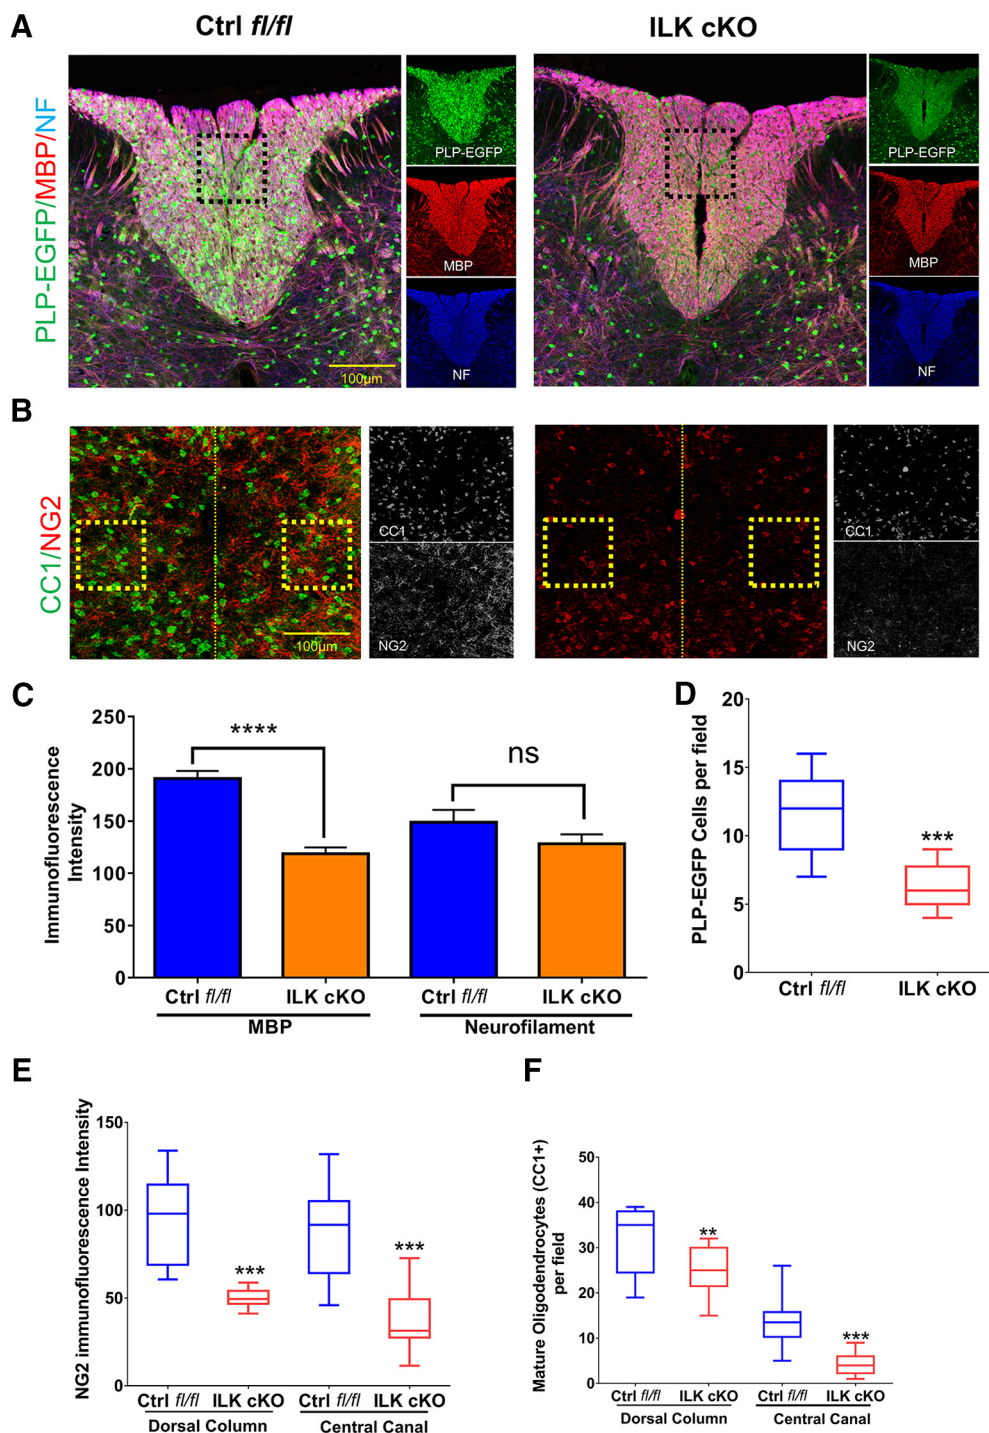 A
Ctrl fl/fl
ILK cKO
PLP-EGFP/MBP/NF
PLP-EGFP
MBP
NF
100µm
PLP-EGFP
MBP
NF
B
CC1/NG2
100µm
CC1
NG2
CC1
NG2
C
Immunofluorescence
Intensity
250
200
150
100
50
0
****
ns
Ctrl fl/fl
ILK cKO
Ctrl fl/fl
ILK cKO
MBP
Neurofilament
D
PLP-EGFP Cells per field
20
15
10
5
0
***
Ctrl fl/fl
ILK cKO
E
NG2 immunofluorescence Intensity
150
100
50
0
***
***
Ctrl fl/fl
ILK cKO
Ctrl fl/fl
ILK cKO
Dorsal Column
Central Canal
F
Mature Oligodendrocytes (CC1+)
per field
50
40
30
20
10
0
**
***
Ctrl fl/fl
ILK cKO
Ctrl fl/fl
ILK cKO
Dorsal Column
Central Canal